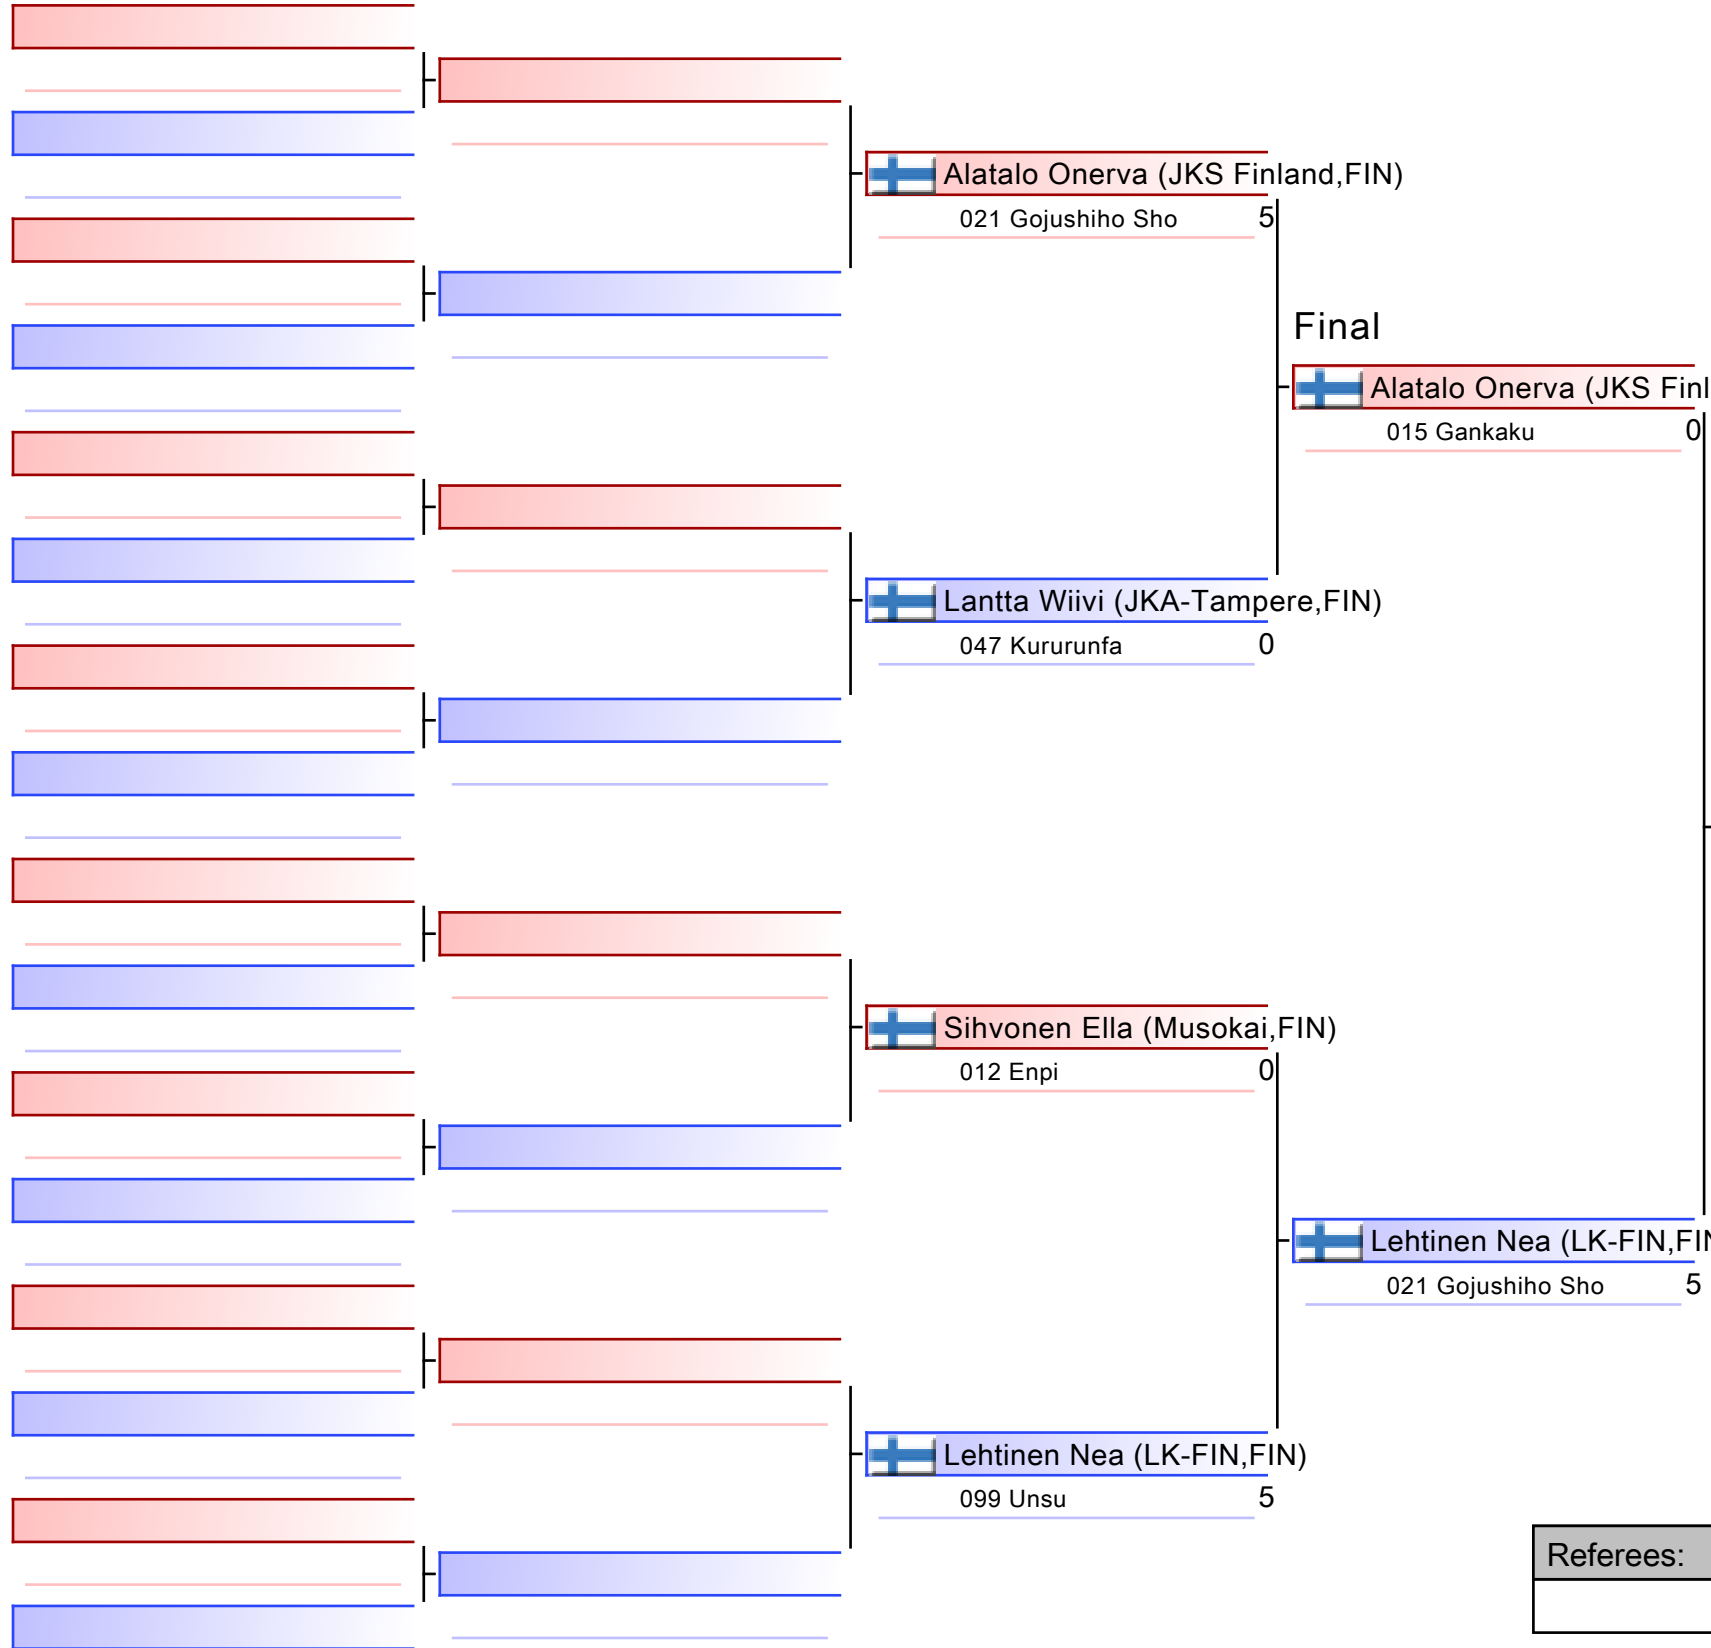 Alatalo Onerva (JKS Finland,FIN)
021 Gojushiho Sho 5
Final
Alatalo Onerva (JKS Finl
015 Gankaku 0
Lantta Wiivi (JKA-Tampere,FIN)
047 Kururunfa 0
Sihvonen Ella (Musokai,FIN)
012 Enpi 0
Lehtinen Nea (LK-FIN,FIN
021 Gojushiho Sho 5
Lehtinen Nea (LK-FIN,FIN)
099 Unsu 5
Referees: